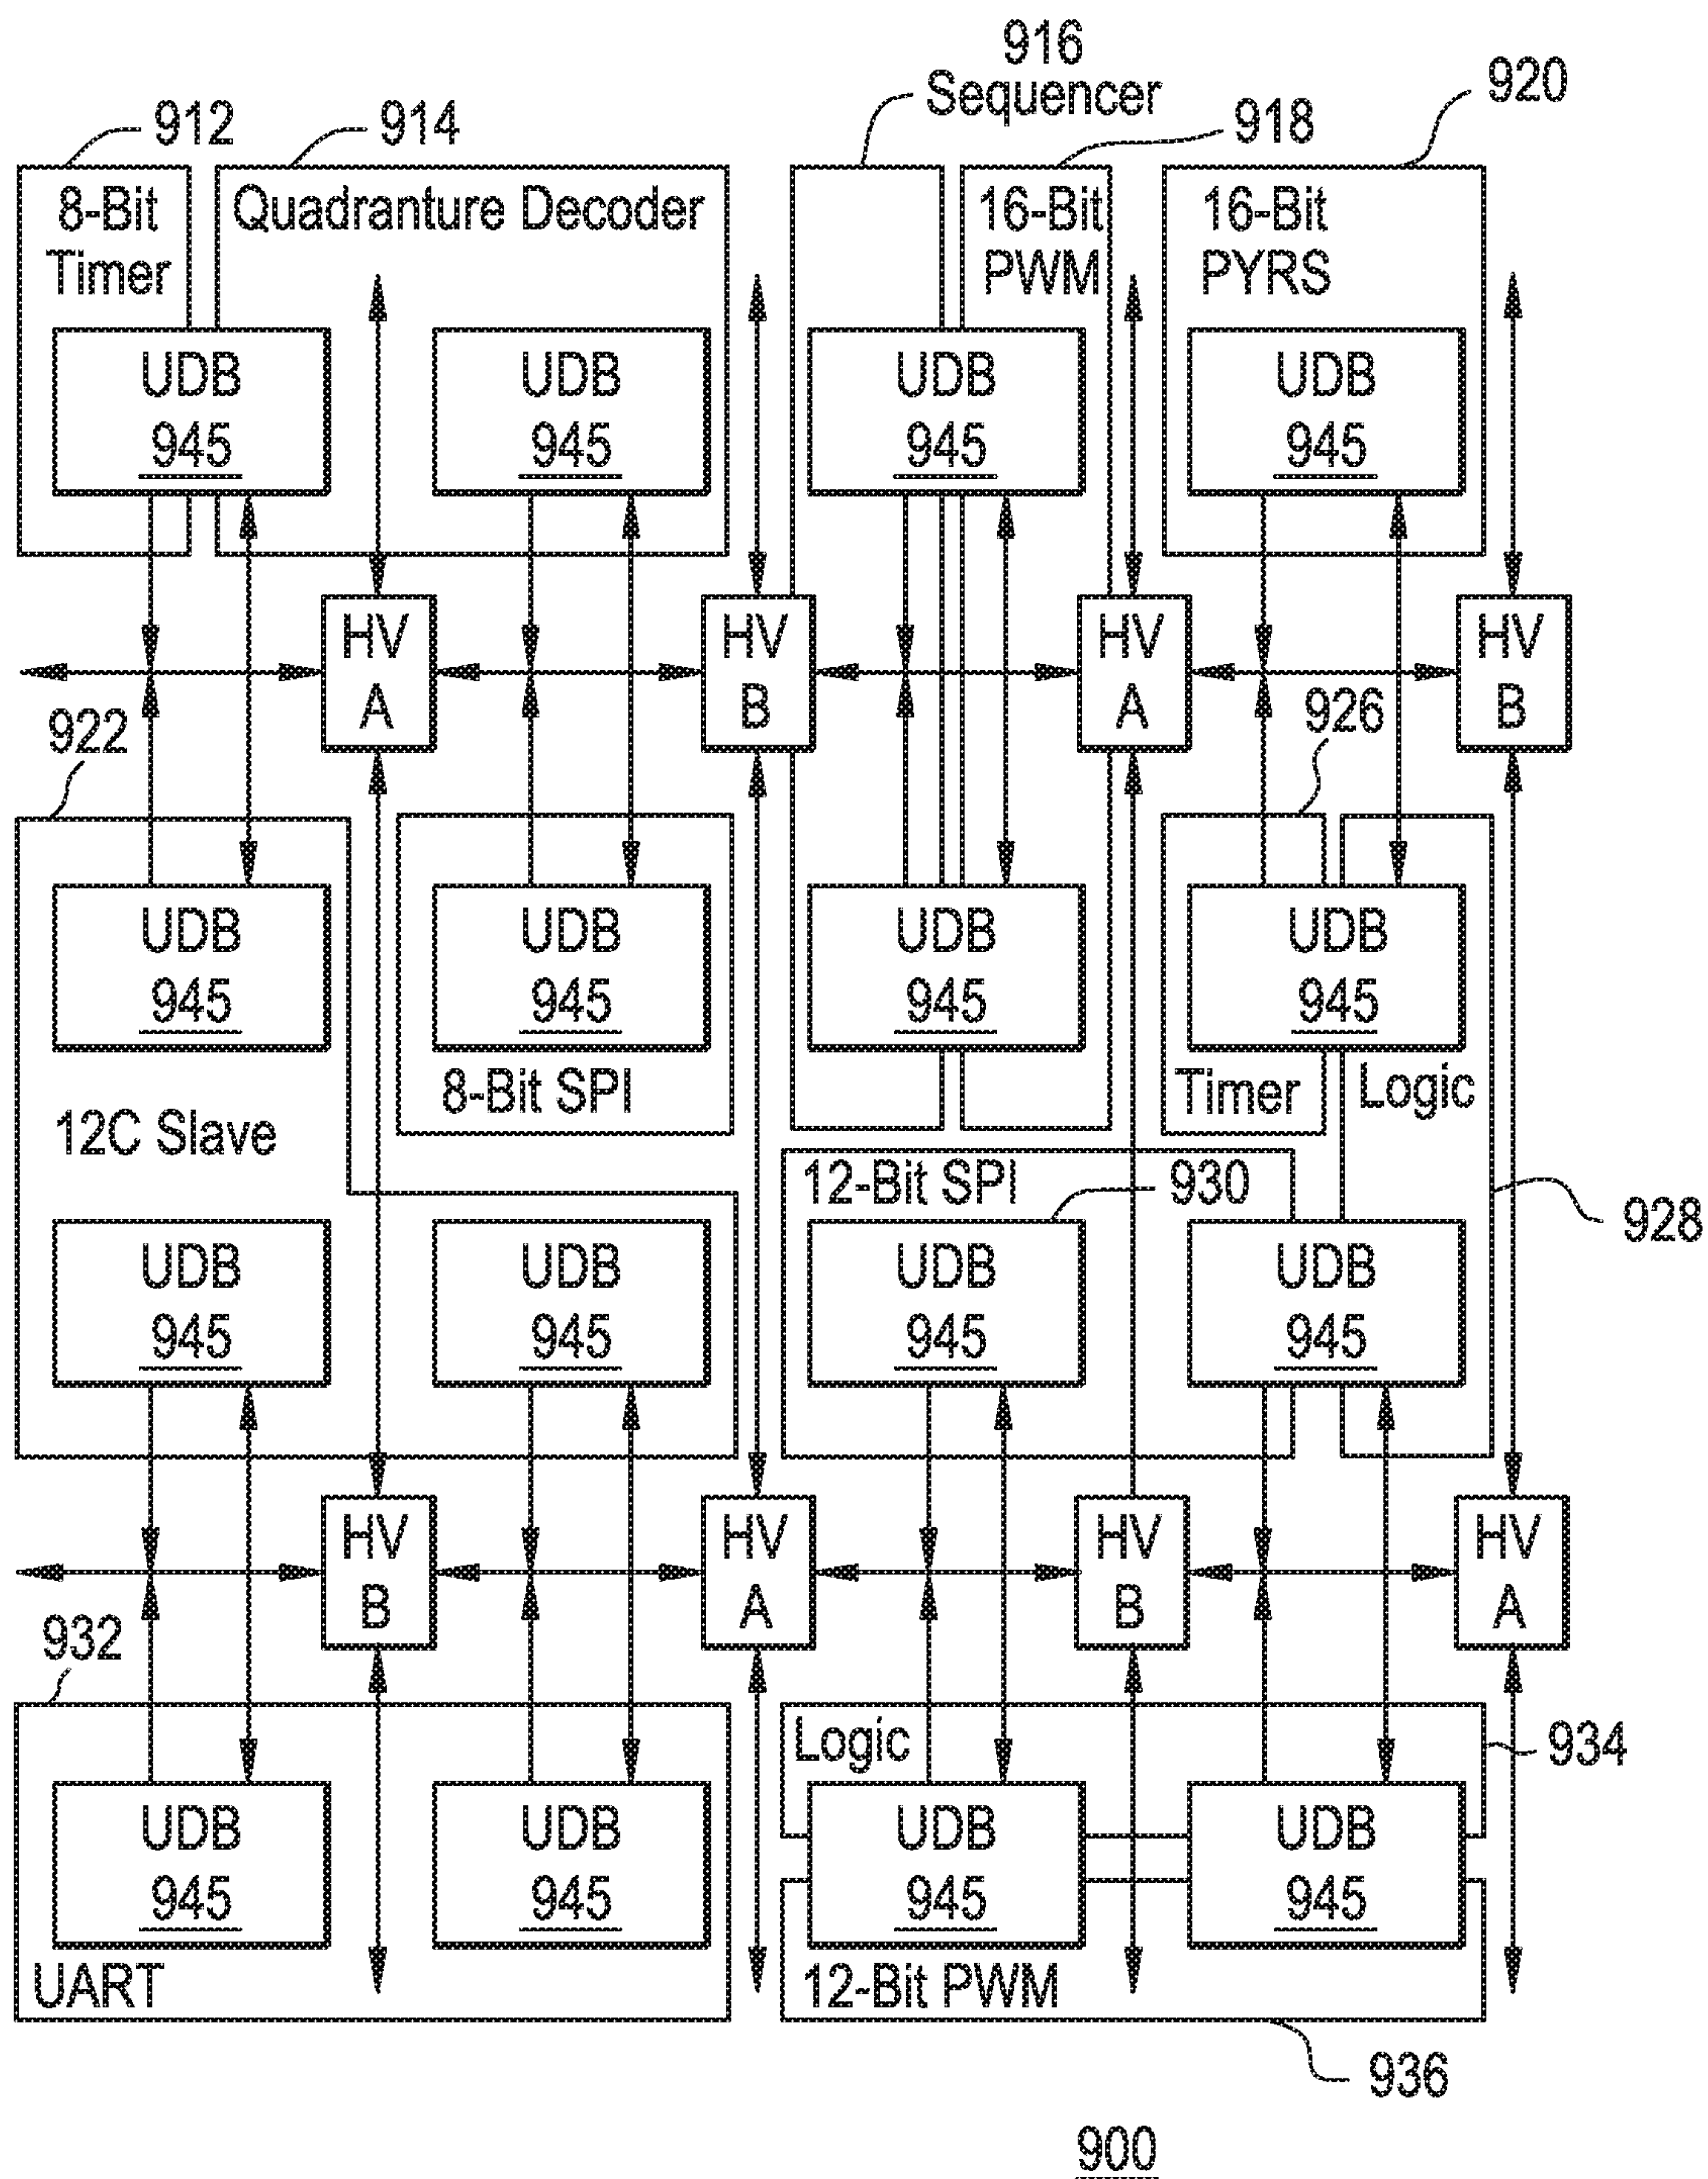 916
Sequencer
920
912
914
918
8-Bit
Timer
Quadranture Decoder
16-Bit
PWM
16-Bit
PYRS
UDB
945
UDB
945
UDB
945
UDB
945
HV
A
HV
B
HV
A
HV
B
922
926
UDB
945
UDB
945
UDB
945
UDB
945
8-Bit SPI
Timer
Logic
12C Slave
12-Bit SPI
930
928
UDB
945
UDB
945
UDB
945
UDB
945
HV
B
HV
A
HV
B
HV
A
932
Logic
934
UDB
945
UDB
945
UDB
945
UDB
945
UART
12-Bit PWM
936
900